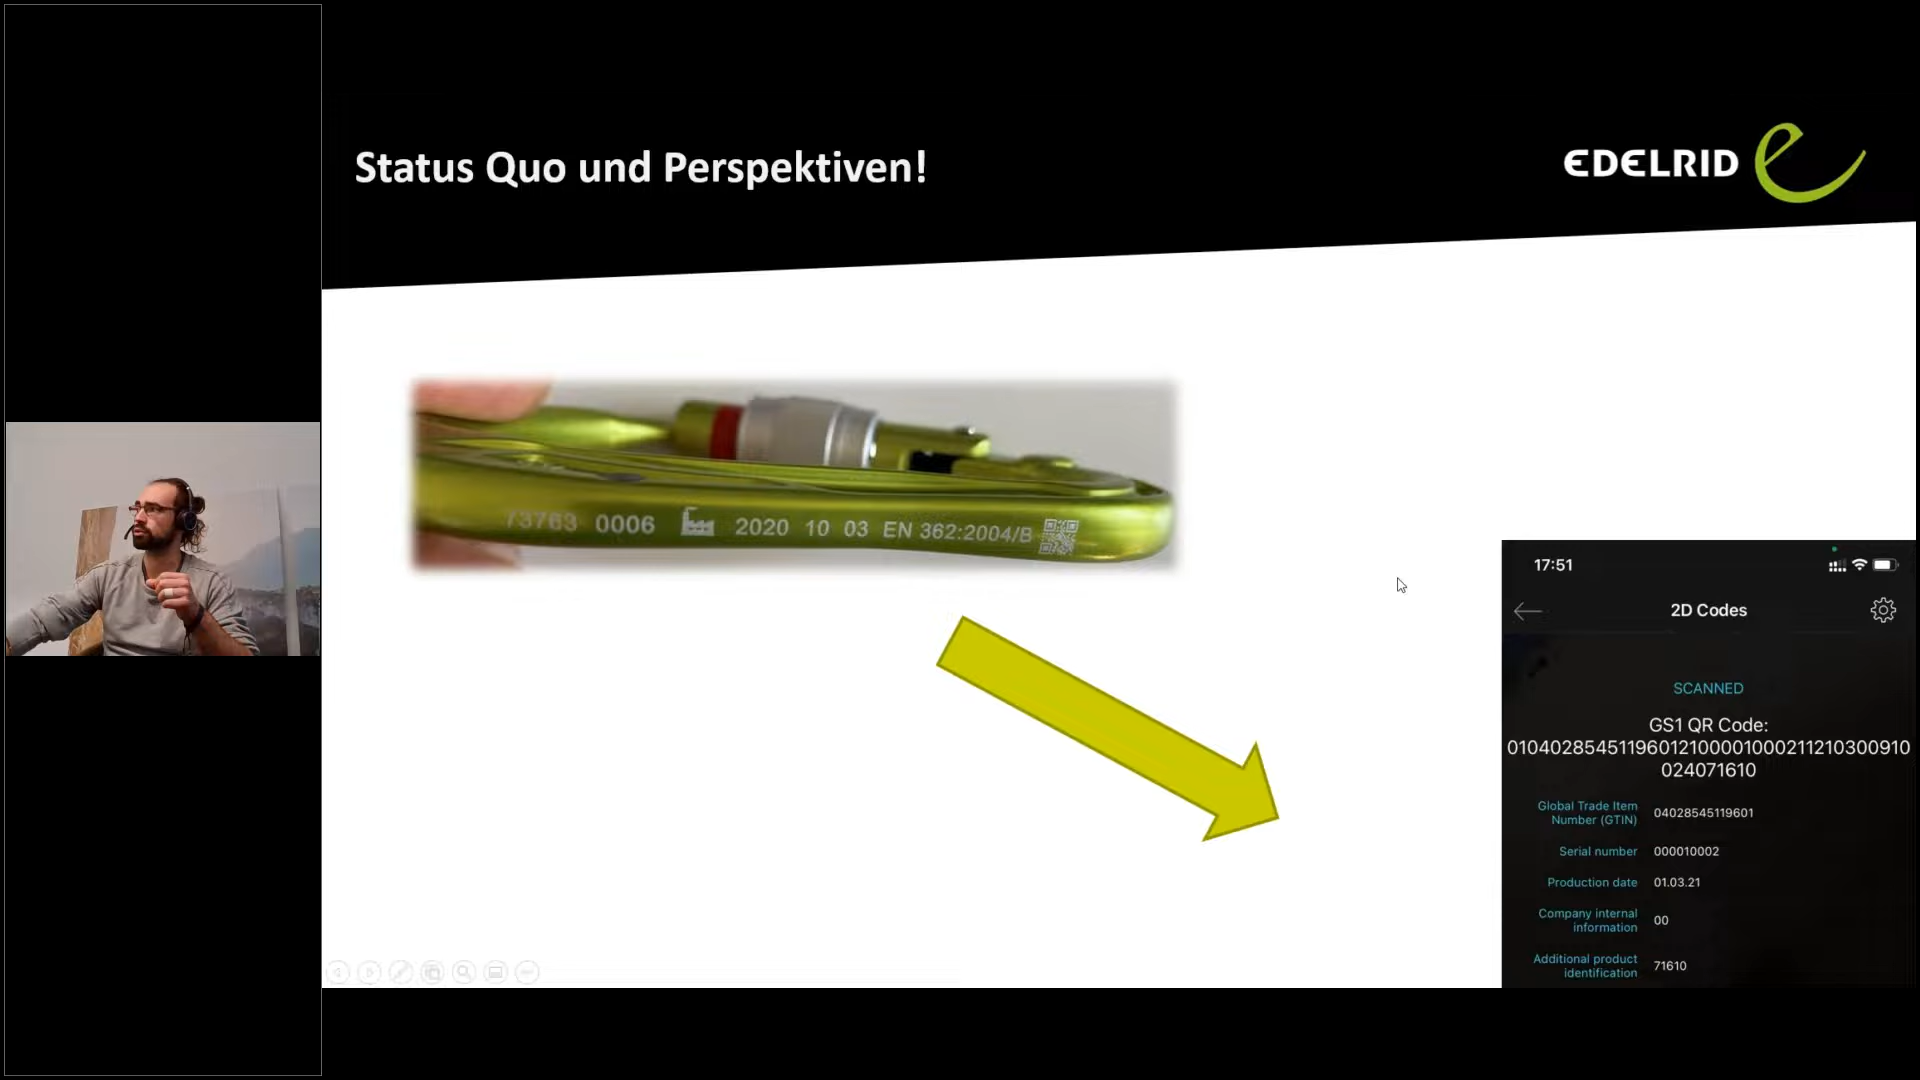 Status Quo und Perspektiven!
EDELRID
73763 0006 2020 10 03 EN 362:2004/B
17:51
2D Codes
SCANNED
GS1 QR Code:
01040285451196012100001000211210300910
024071610
Global Trade Item
Number (GTIN)
04028545119601
Serial number
000010002
Production date
01.03.21
Company internal
information
00
Additional product
identification
71610